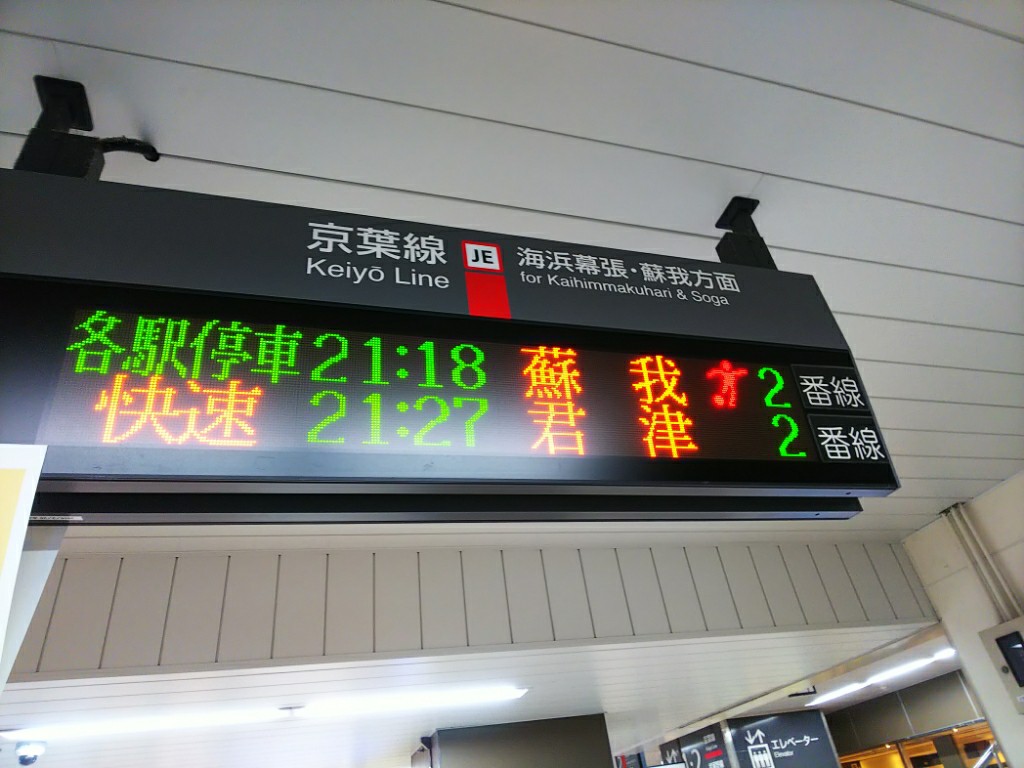 京葉線 JE 海浜幕張・蘇我方面
Keiyō Line for Kaihimmakuhari & Soga
各駅停車 21:18 蘇我 2 番線
快速 21:27 君津 2 番線
エレベーター
Elevator